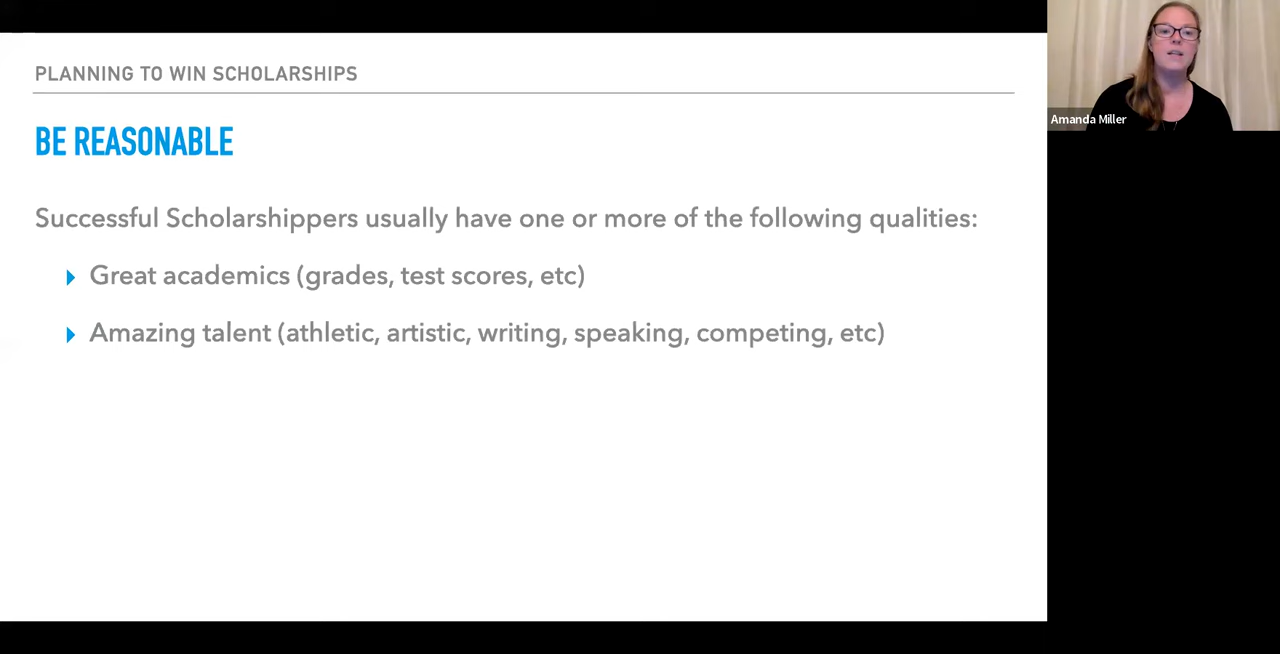 PLANNING TO WIN SCHOLARSHIPS
BE REASONABLE
Successful Scholarshippers usually have one or more of the following qualities:
Great academics (grades, test scores, etc)
Amazing talent (athletic, artistic, writing, speaking, competing, etc)
Amanda Miller